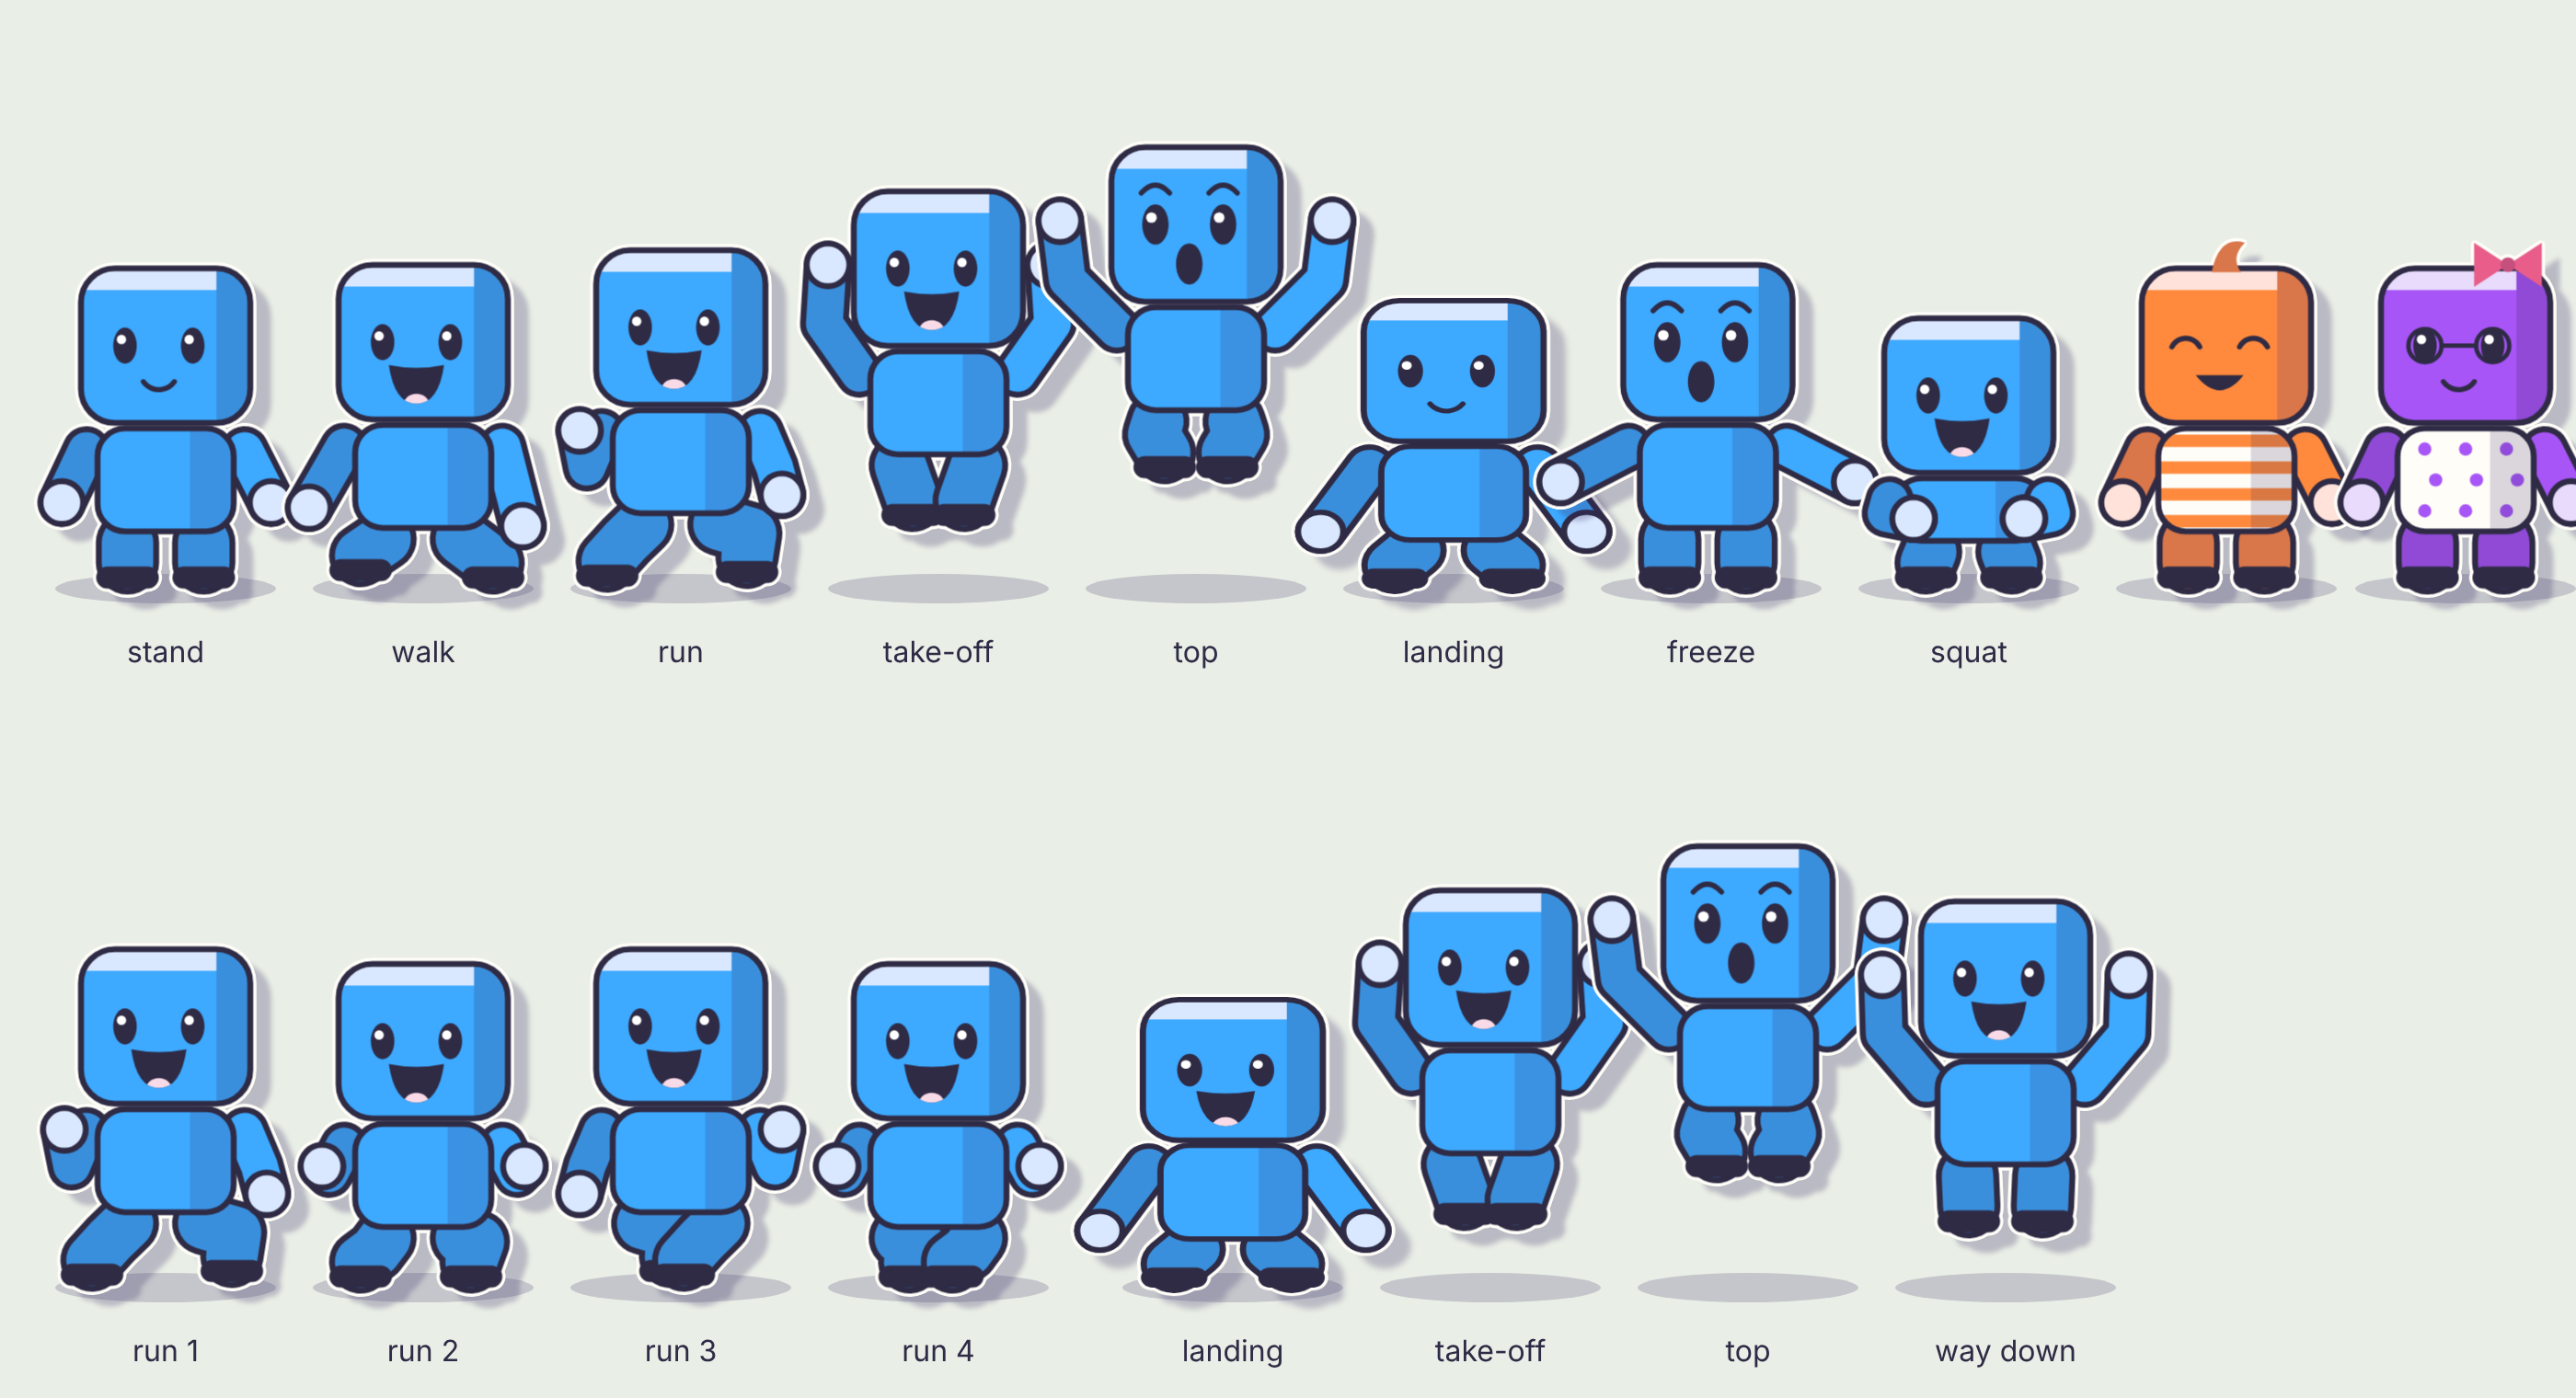 stand walk run take-off top landing freeze squat
run 1 run 2 run 3 run 4 landing take-off top way down